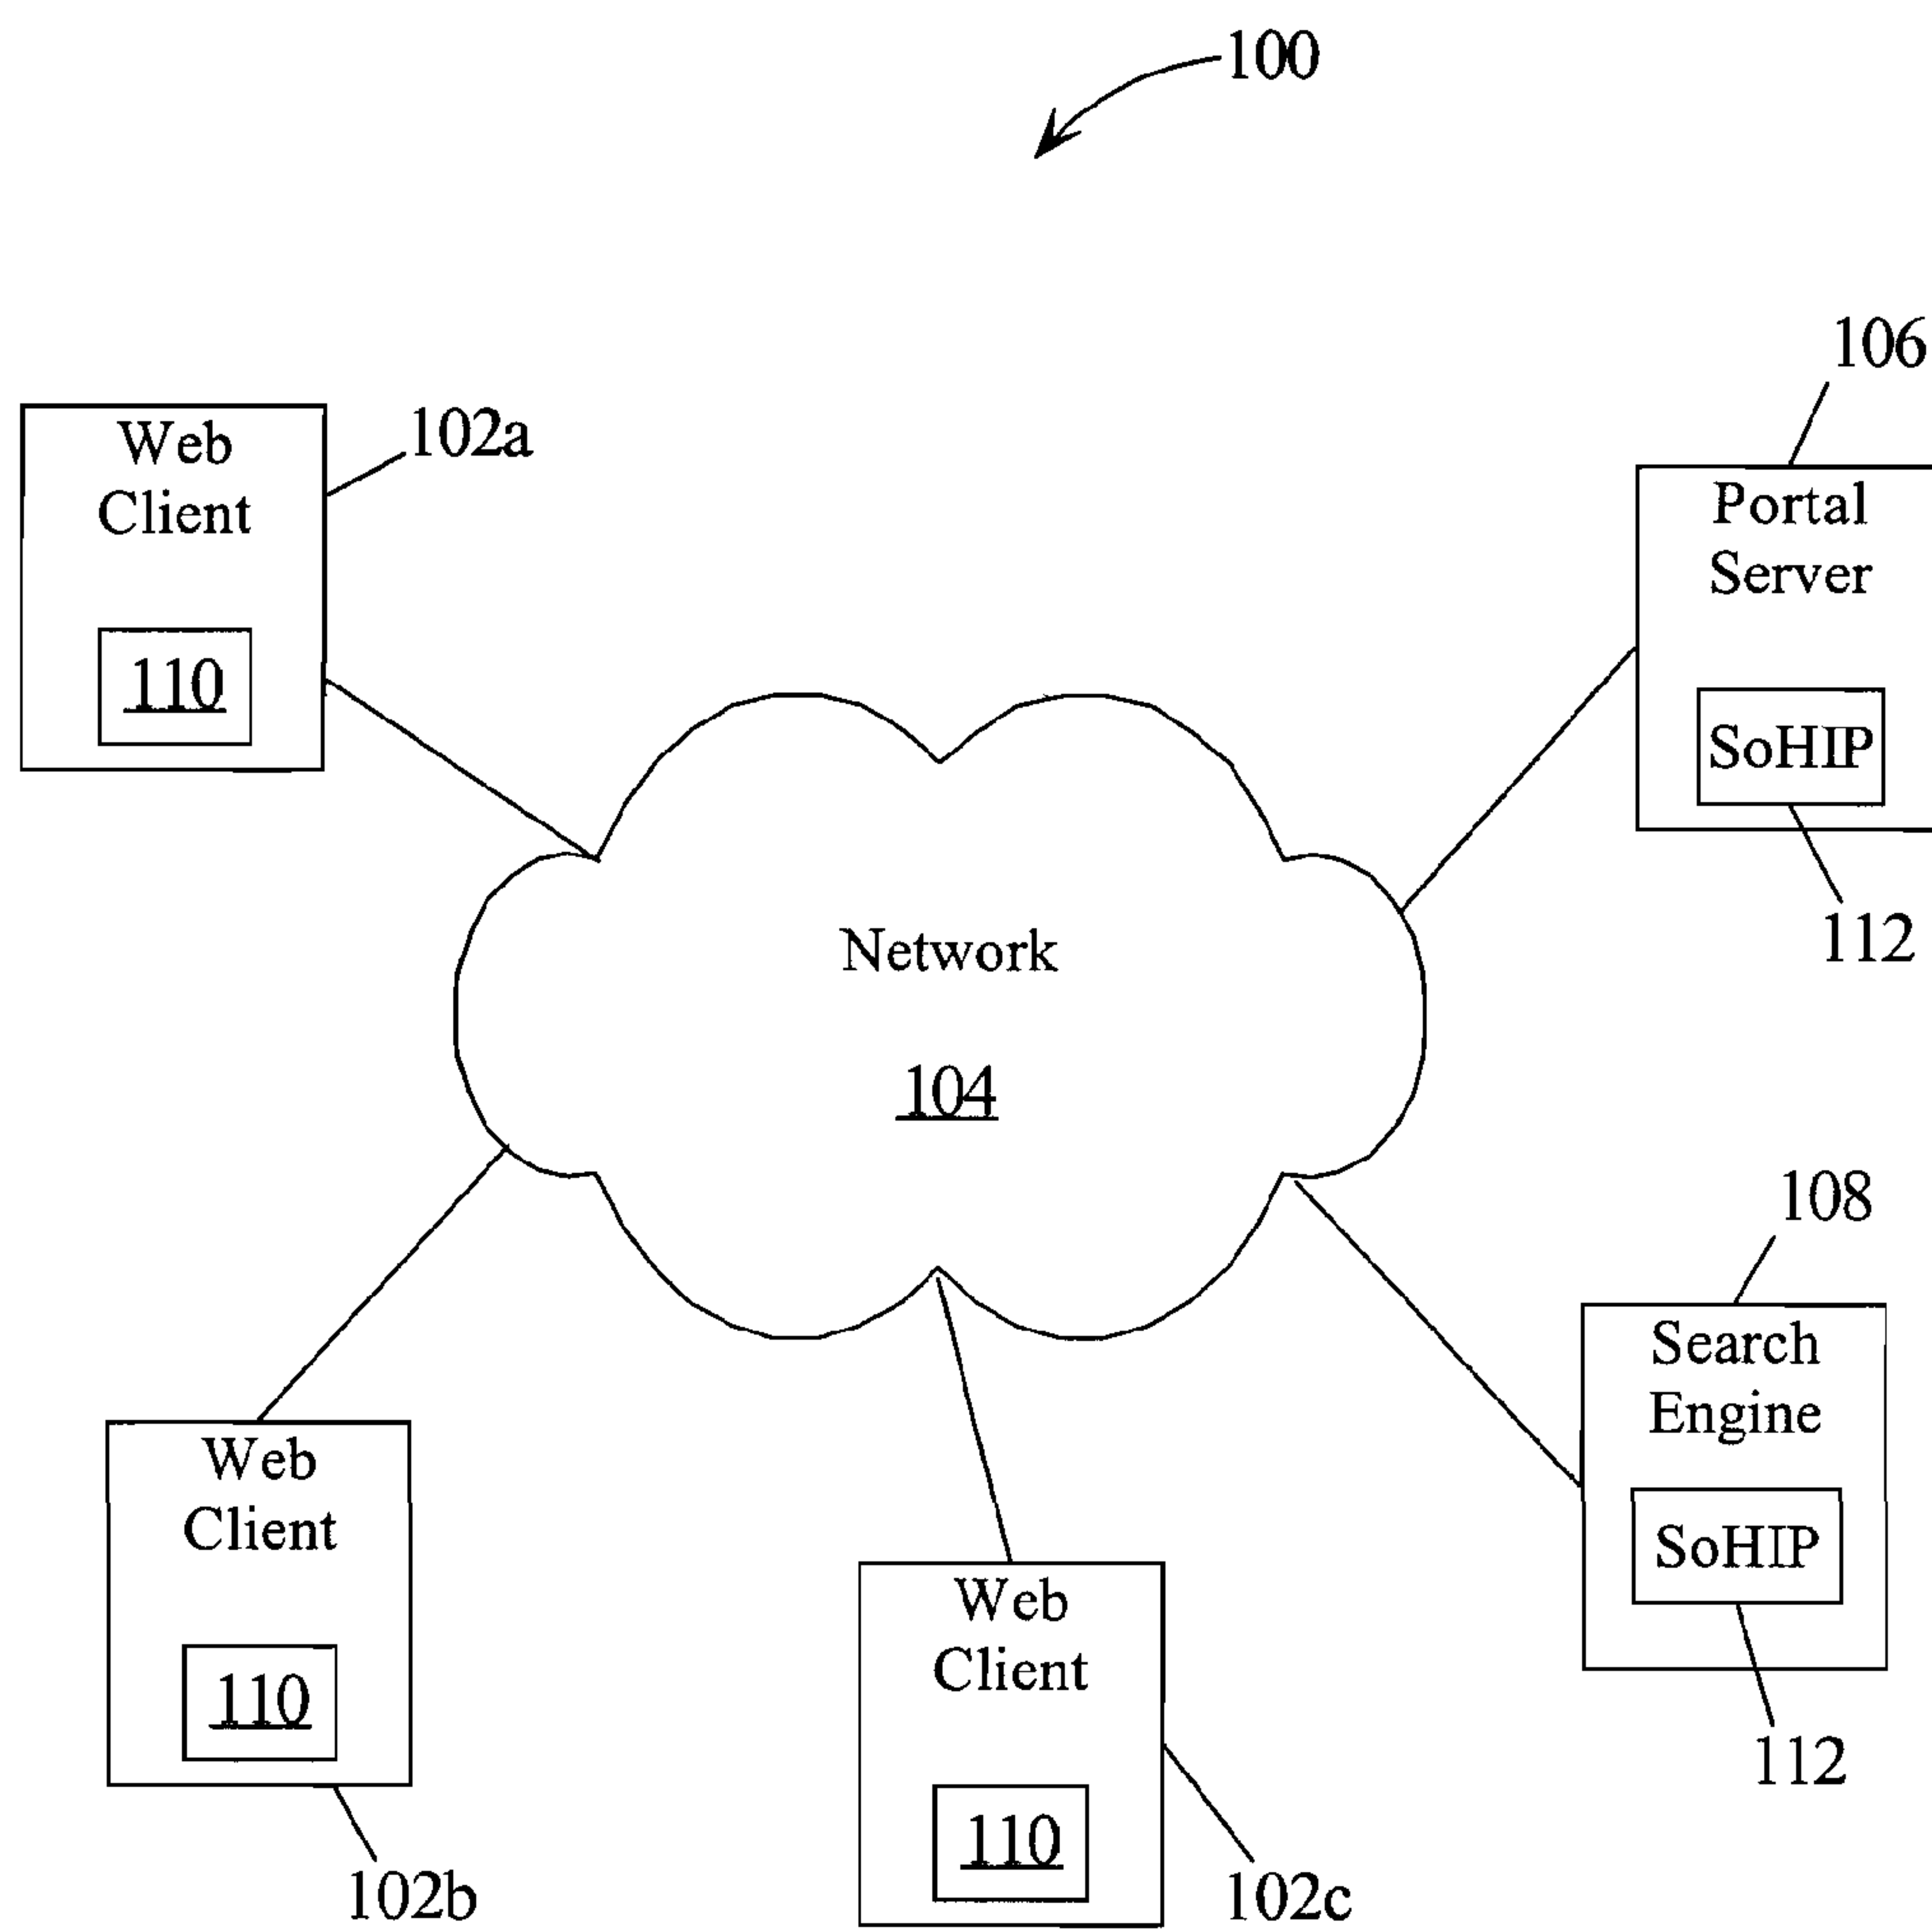 100
106
Web
Client
110
102a
Portal
Server
SoHIP
112
Network
104
108
Search
Engine
SoHIP
112
Web
Client
110
102b
Web
Client
110
102c